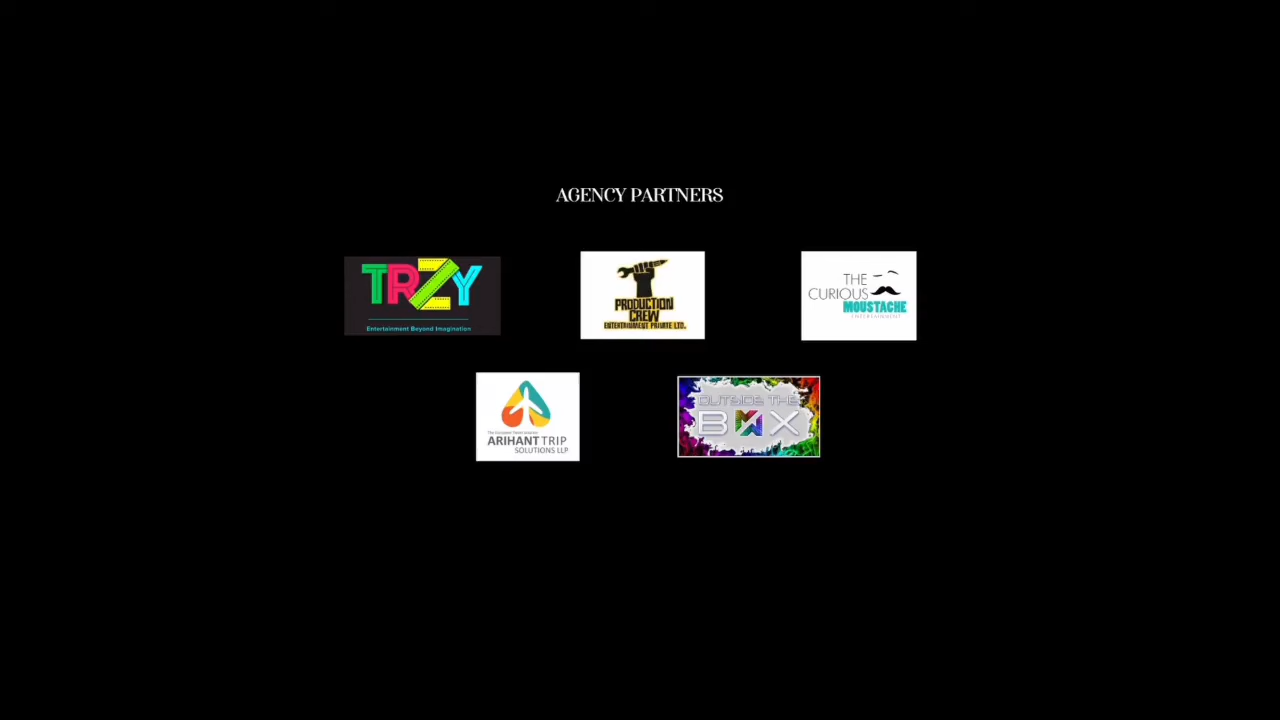 AGENCY PARTNERS
TRZY
Entertainment Beyond Imagination
PRODUCTION
CREW
ENTERTAINMENT PRIVATE LTD.
THE
CURIOUS
MOUSTACHE
ENTERTAINMENT
ARIHANT TRIP
SOLUTIONS LLP
OUTSIDE THE
BOX